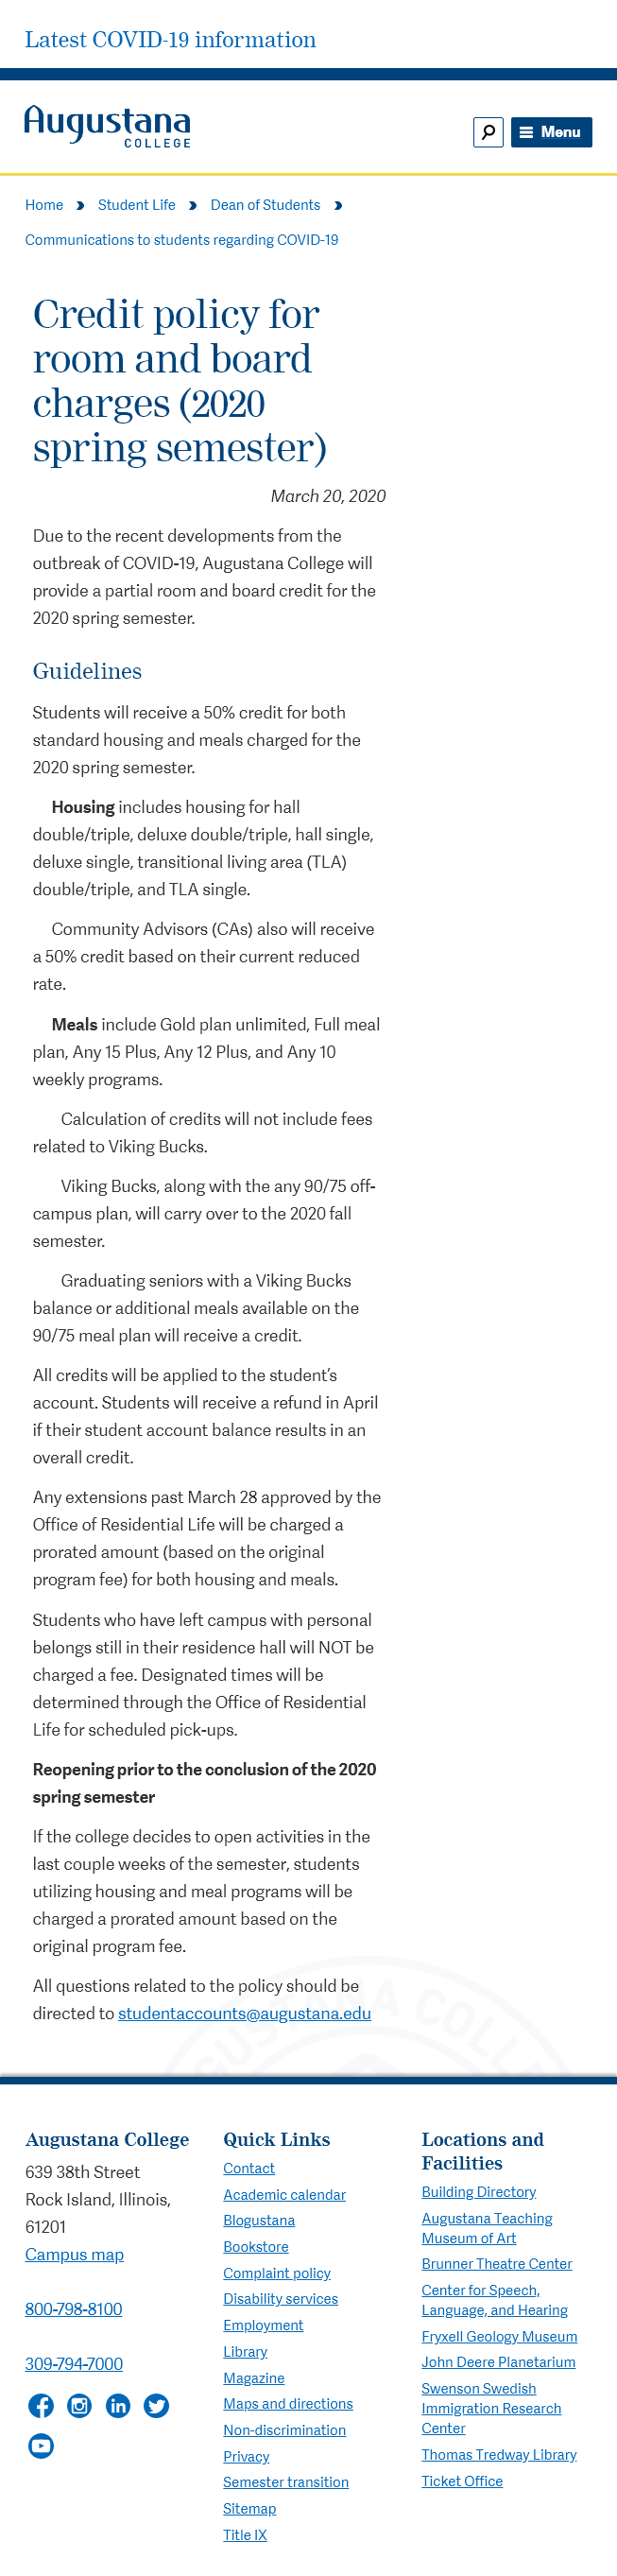 Latest COVID-19 information
Augustana
COLLEGE
Menu
Home Student Life Dean of Students
Communications to students regarding COVID-19
Credit policy for
room and board
charges (2020
spring semester)
March 20, 2020
Due to the recent developments from the
outbreak of COVID-19, Augustana College will
provide a partial room and board credit for the
2020 spring semester.
Guidelines
Students will receive a 50% credit for both
standard housing and meals charged for the
2020 spring semester.
Housing includes housing for hall
double/triple, deluxe double/triple, hall single,
deluxe single, transitional living area (TLA)
double/triple, and TLA single.
Community Advisors (CAs) also will receive
a 50% credit based on their current reduced
rate.
Meals include Gold plan unlimited, Full meal
plan, Any 15 Plus, Any 12 Plus, and Any 10
weekly programs.
Calculation of credits will not include fees
related to Viking Bucks.
Viking Bucks, along with the any 90/75 off-
campus plan, will carry over to the 2020 fall
semester.
Graduating seniors with a Viking Bucks
balance or additional meals available on the
90/75 meal plan will receive a credit.
All credits will be applied to the student's
account. Students will receive a refund in April
if their student account balance results in an
overall credit.
Any extensions past March 28 approved by the
Office of Residential Life will be charged a
prorated amount (based on the original
program fee) for both housing and meals.
Students who have left campus with personal
belongs still in their residence hall will NOT be
charged a fee. Designated times will be
determined through the Office of Residential
Life for scheduled pick-ups.
Reopening prior to the conclusion of the 2020
spring semester
If the college decides to open activities in the
last couple weeks of the semester, students
utilizing housing and meal programs will be
charged a prorated amount based on the
original program fee.
All questions related to the policy should be
directed to studentaccounts@augustana.edu
Augustana College
639 38th Street
Rock Island, Illinois,
61201
Campus map
800-798-8100
309-794-7000
Quick Links
Contact
Academic calendar
Blogustana
Bookstore
Complaint policy
Disability services
Employment
Library
Magazine
Maps and directions
Non-discrimination
Privacy
Semester transition
Sitemap
Title IX
Locations and
Facilities
Building Directory
Augustana Teaching
Museum of Art
Brunner Theatre Center
Center for Speech,
Language, and Hearing
Fryxell Geology Museum
John Deere Planetarium
Swenson Swedish
Immigration Research
Center
Thomas Tredway Library
Ticket Office